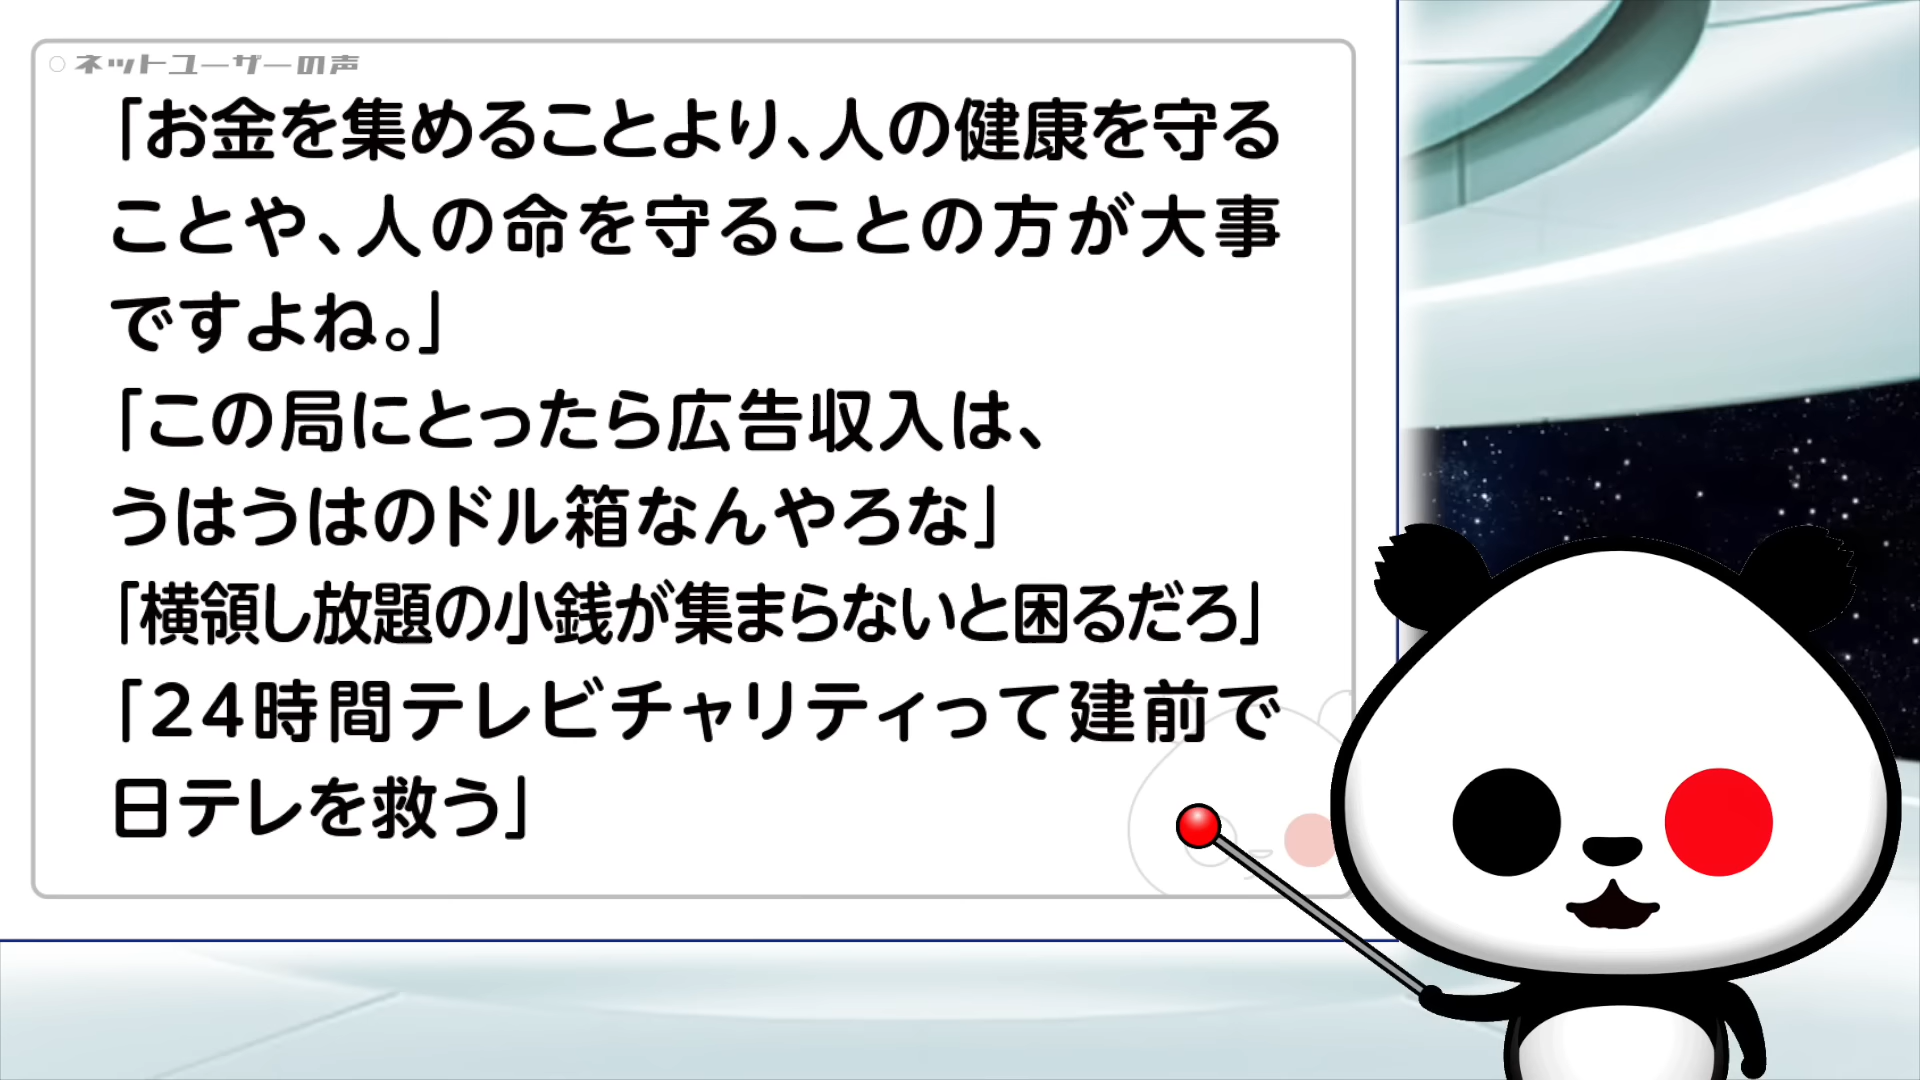 ○ネットユーザーの声
「お金を集めることより、人の健康を守る
ことや、人の命を守ることの方が大事
ですよね。」
「この局にとったら広告収入は、
うはうはのドル箱なんやろな」
「横領し放題の小銭が集まらないと困るだろ」
「24時間テレビチャリティって建前で
日テレを救う」